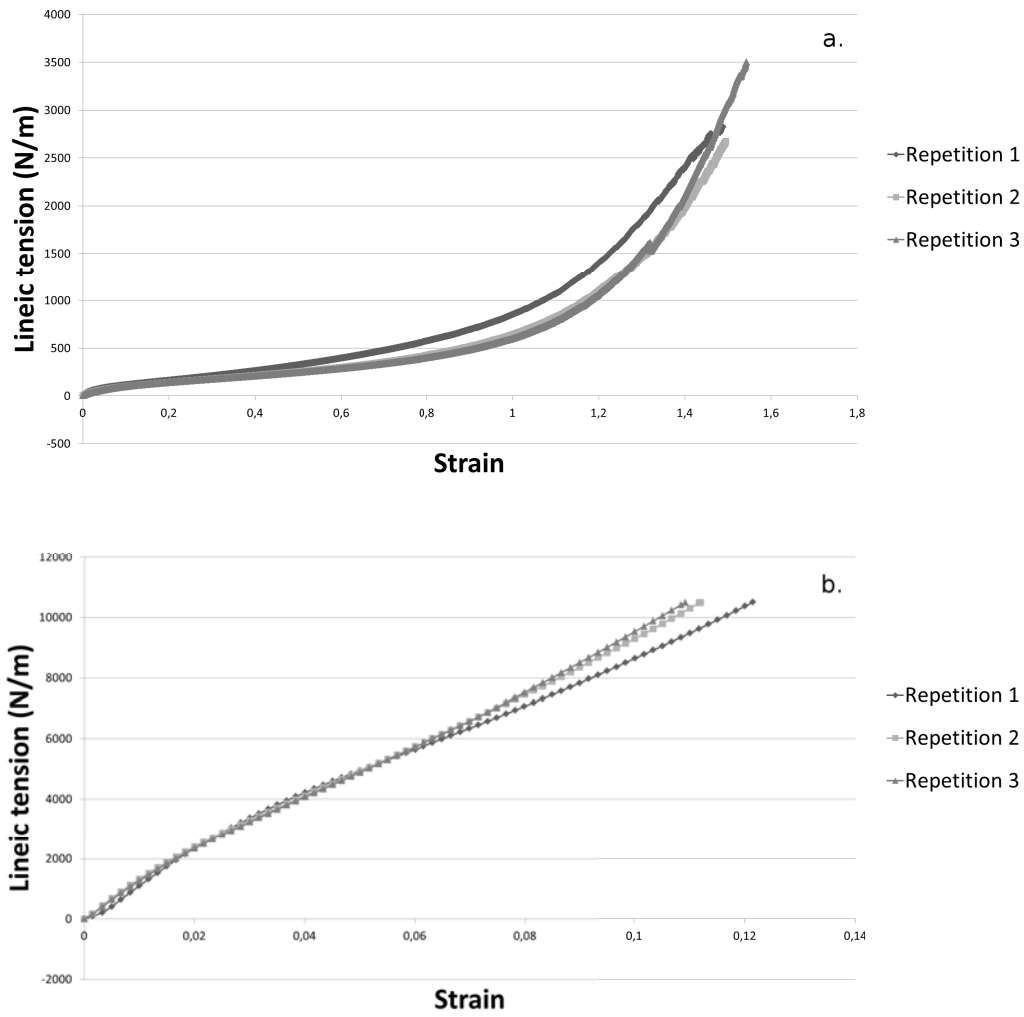 4000
a.
3500
3000
2500
2000
1500
1000
500
0
-500
Lineic tension (N/m)
0 0,2 0,4 0,6 0,8 1 1,2 1,4 1,6 1,8
Strain
Repetition 1
Repetition 2
Repetition 3
12000
b.
10000
8000
6000
4000
2000
0
-2000
Lineic tension (N/m)
0 0,02 0,04 0,06 0,08 0,1 0,12 0,14
Strain
Repetition 1
Repetition 2
Repetition 3